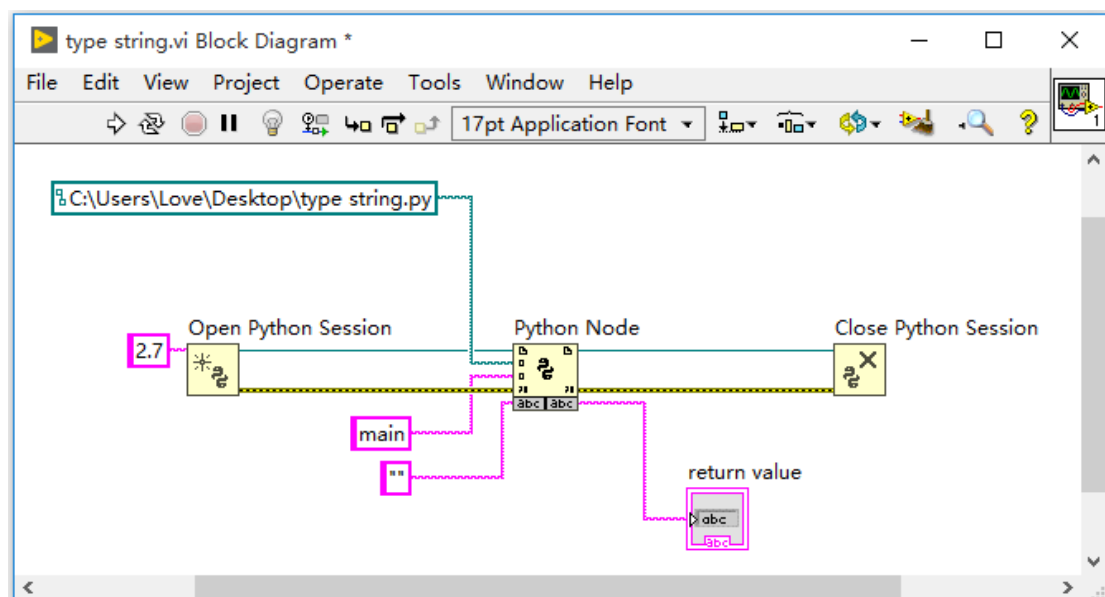 type string.vi Block Diagram *
File Edit View Project Operate Tools Window Help
17pt Application Font
1
C:\Users\Love\Desktop\type string.py
Open Python Session
Python Node
Close Python Session
2.7
abc abc
main
""
return value
abc
abc